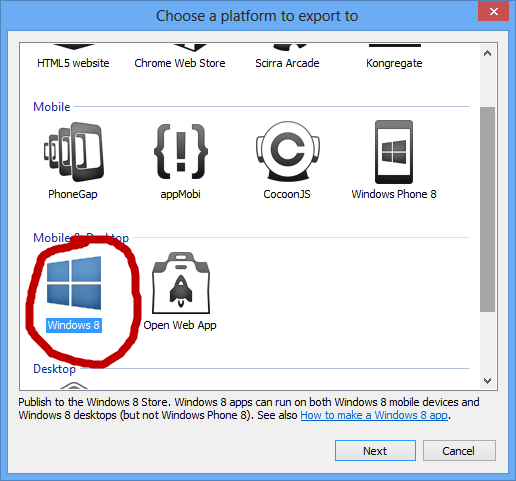 Choose a platform to export to
HTML5 website Chrome Web Store Scirra Arcade Kongregate
Mobile
PhoneGap appMobi CocoonJS Windows Phone 8
Mobile & Desktop
Windows 8 Open Web App
Desktop
Publish to the Windows 8 Store. Windows 8 apps can run on both Windows 8 mobile devices and
Windows 8 desktops (but not Windows Phone 8). See also How to make a Windows 8 app.
Next Cancel